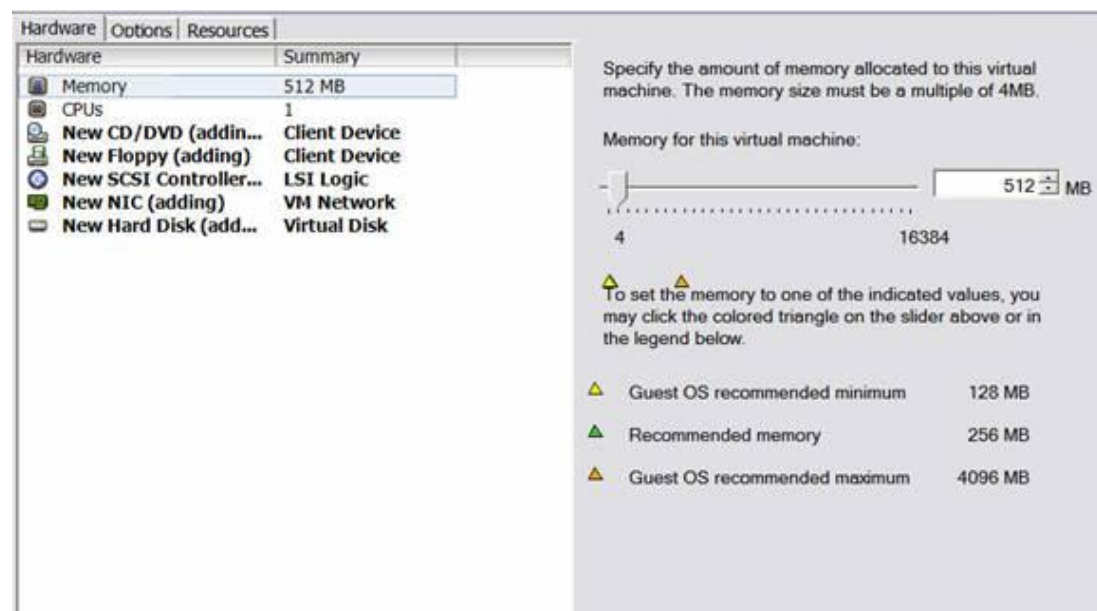 Hardware Options Resources
Hardware Summary
Memory 512 MB
CPUs 1
New CD/DVD (addin... Client Device
New Floppy (adding) Client Device
New SCSI Controller... LSI Logic
New NIC (adding) VM Network
New Hard Disk (add... Virtual Disk
Specify the amount of memory allocated to this virtual
machine. The memory size must be a multiple of 4MB.
Memory for this virtual machine:
512 MB
4 16384
To set the memory to one of the indicated values, you
may click the colored triangle on the slider above or in
the legend below.
Guest OS recommended minimum 128 MB
Recommended memory 256 MB
Guest OS recommended maximum 4096 MB